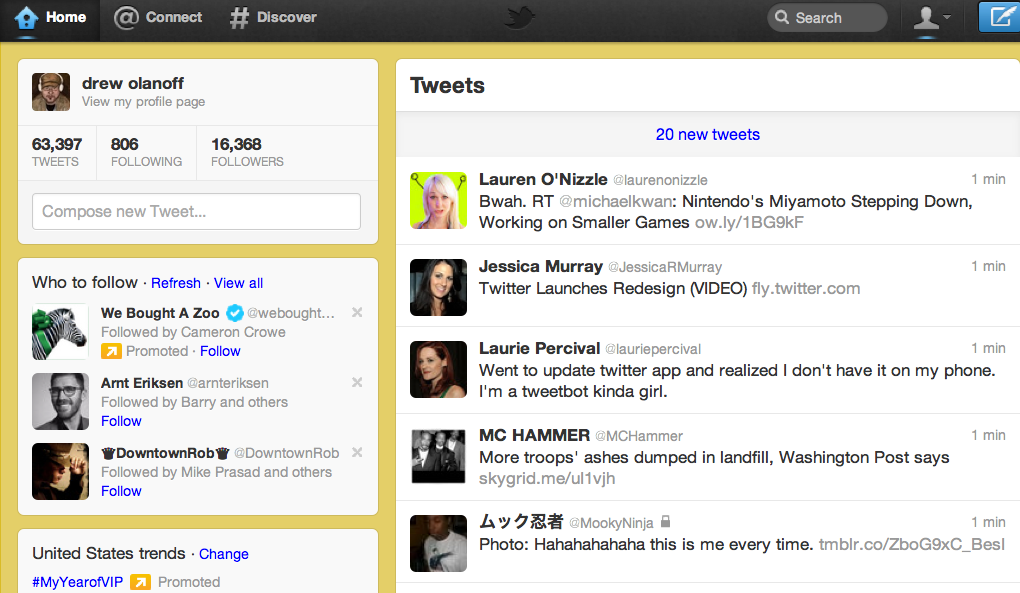 Home
@ Connect
# Discover
Search
drew olanoff
View my profile page
63,397
TWEETS
806
FOLLOWING
16,368
FOLLOWERS
Compose new Tweet...
Who to follow · Refresh · View all
We Bought A Zoo @webought...
Followed by Cameron Crowe
Promoted · Follow
Arnt Eriksen @arnteriksen
Followed by Barry and others
Follow
♛DowntownRob♛ @DowntownRob
Followed by Mike Prasad and others
Follow
United States trends · Change
#MyYearofVIP Promoted
Tweets
20 new tweets
Lauren O'Nizzle @laurenonizzle 1 min
Bwah. RT @michaelkwan: Nintendo's Miyamoto Stepping Down,
Working on Smaller Games ow.ly/1BG9kF
Jessica Murray @JessicaRMurray 1 min
Twitter Launches Redesign (VIDEO) fly.twitter.com
Laurie Percival @lauriepercival 1 min
Went to update twitter app and realized I don't have it on my phone.
I'm a tweetbot kinda girl.
MC HAMMER @MCHammer 1 min
More troops' ashes dumped in landfill, Washington Post says
skygrid.me/ul1vjh
ムック忍者 @MookyNinja 1 min
Photo: Hahahahahaha this is me every time. tmblr.co/ZboG9xC_BesI